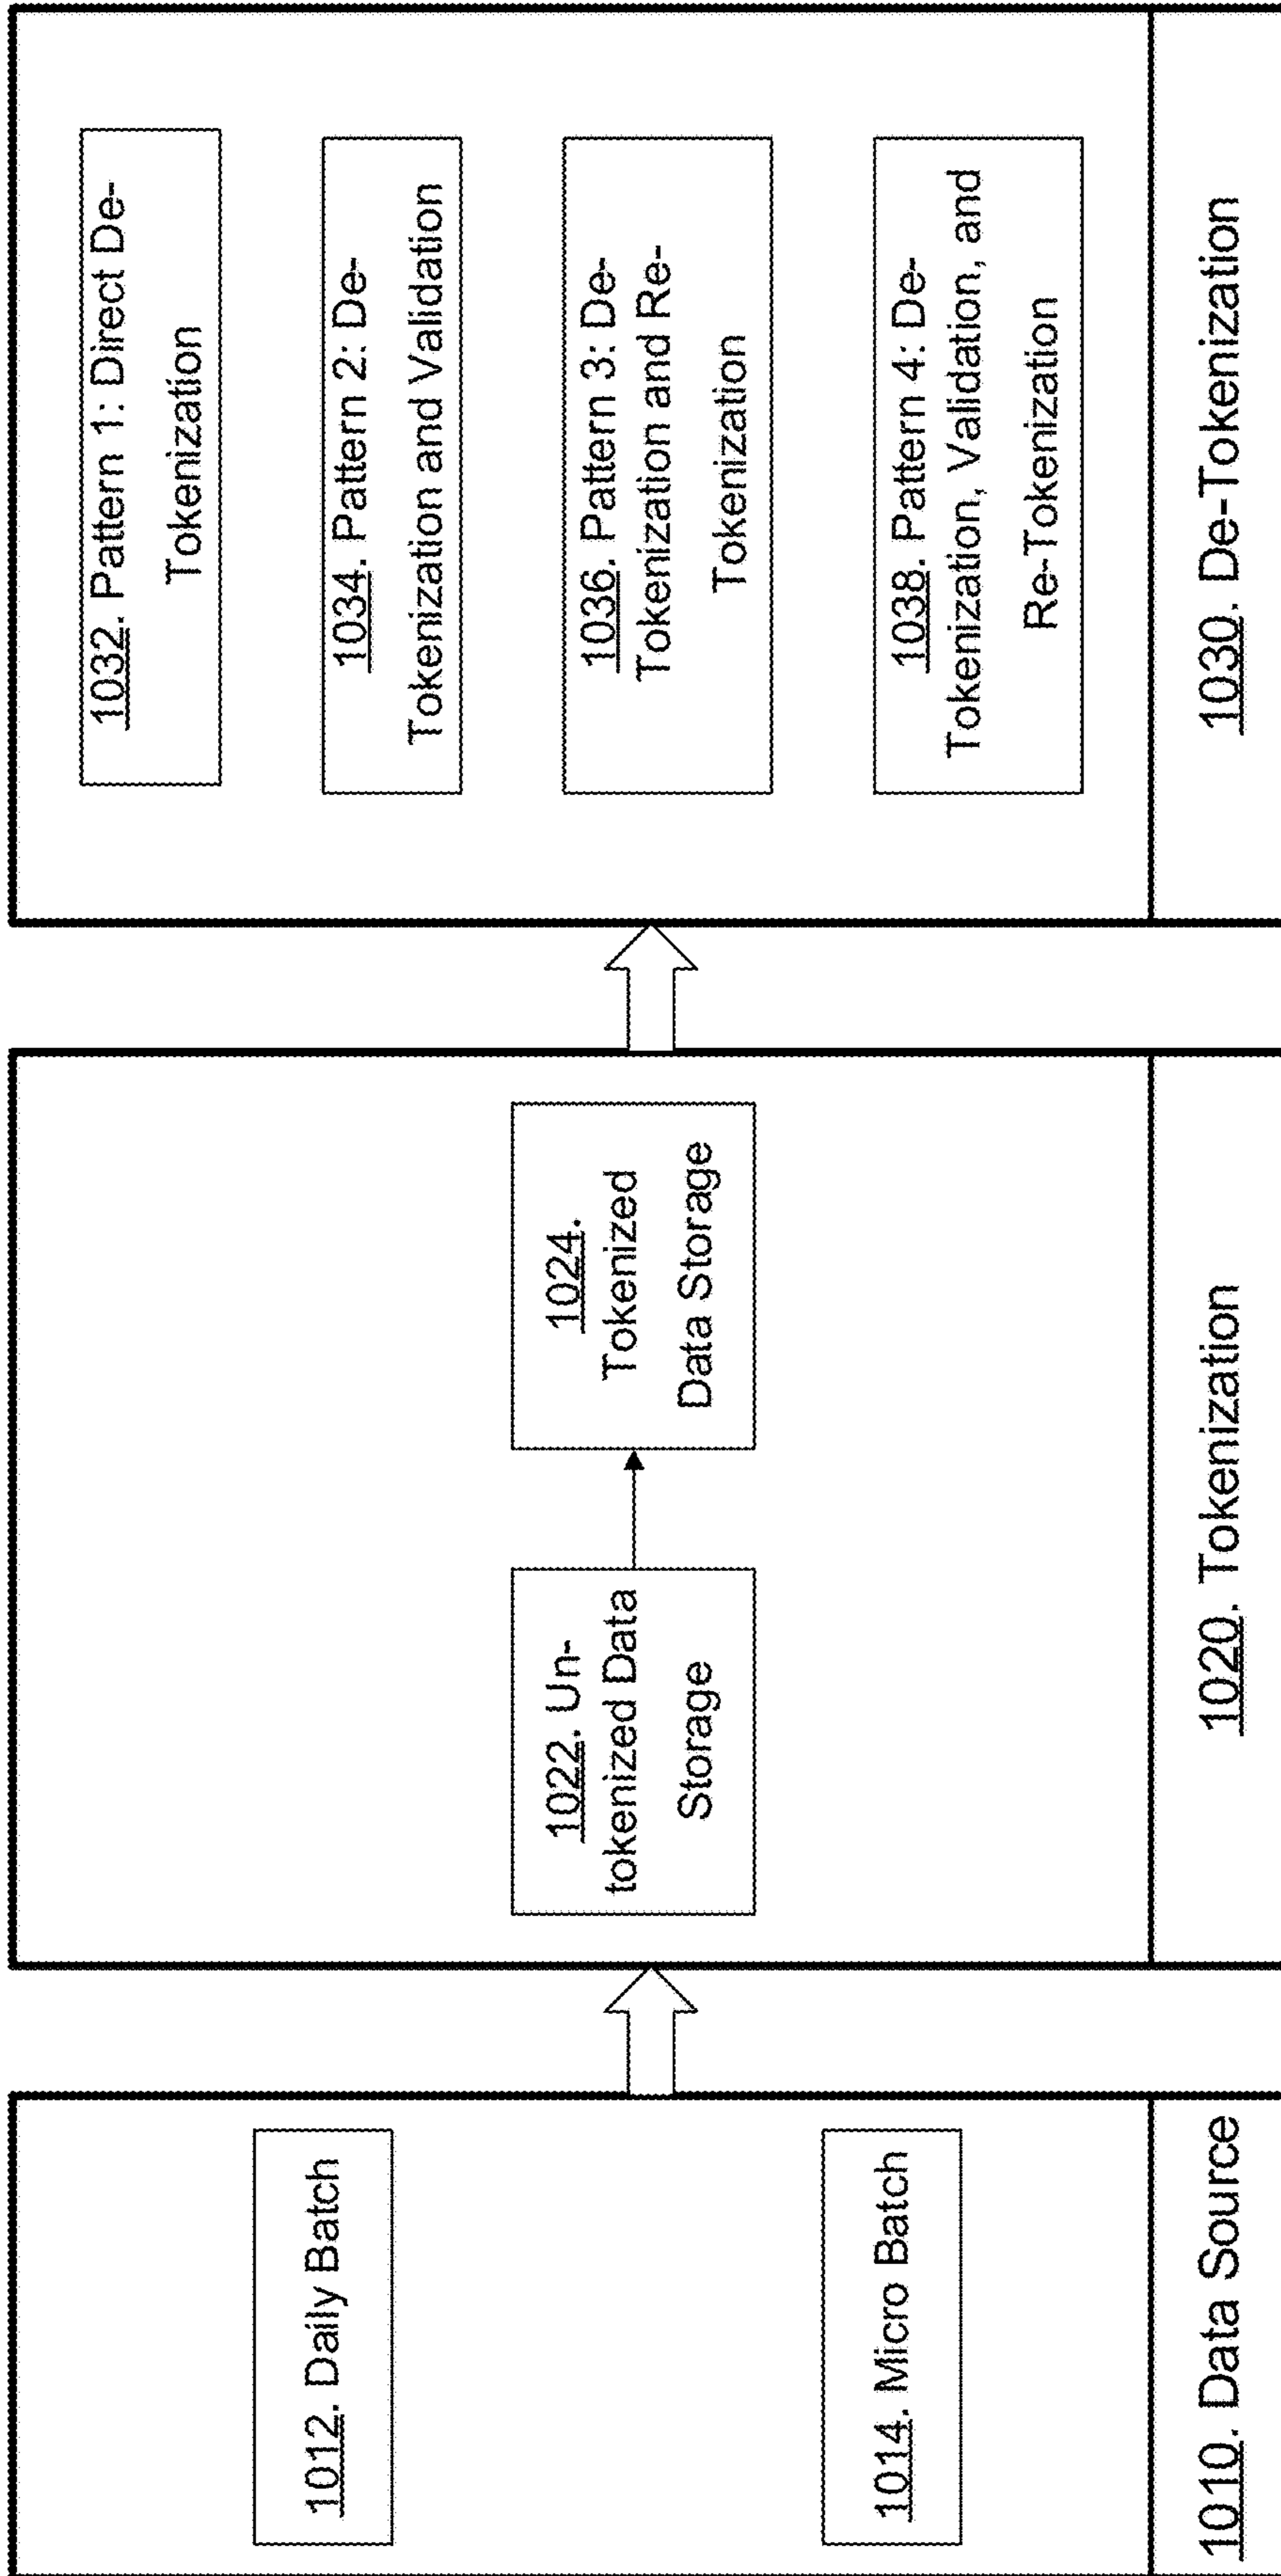 1012. Daily Batch
1014. Micro Batch
1010. Data Source
1022. Un-
tokenized Data
Storage
1024.
Tokenized
Data Storage
1020. Tokenization
1032. Pattern 1: Direct De-
Tokenization
1034. Pattern 2: De-
Tokenization and Validation
1036. Pattern 3: De-
Tokenization and Re-
Tokenization
1038. Pattern 4: De-
Tokenization, Validation, and
Re-Tokenization
1030. De-Tokenization